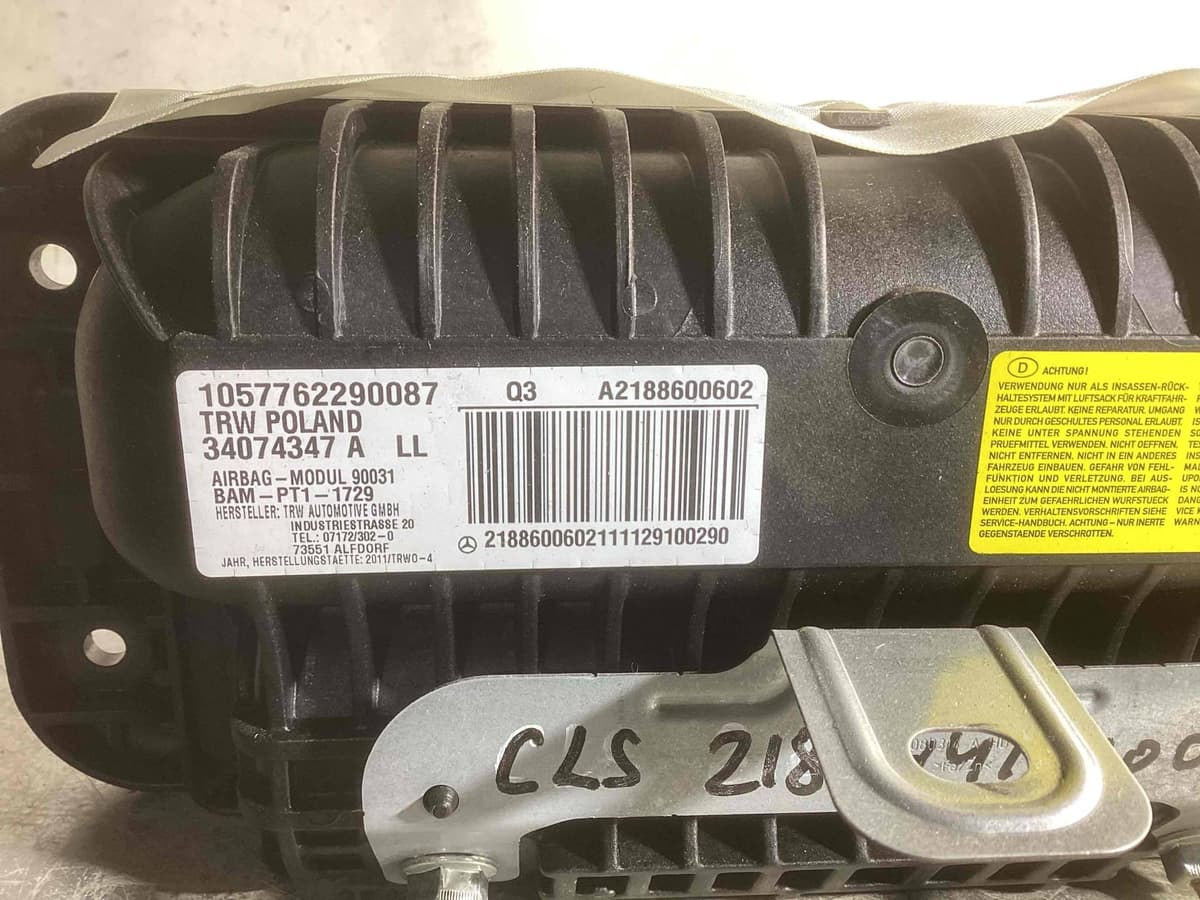 1057762290087 Q3 A2188600602
TRW POLAND
34074347 A LL
AIRBAG-MODUL 90031
BAM-PT1-1729
HERSTELLER: TRW AUTOMOTIVE GMBH
INDUSTRIESTRASSE 20
TEL.: 07172/302-0
73551 ALFDORF
JAHR, HERSTELLUNGSTAETTE: 2011/TRWO-4
2188600602111129100290
D ACHTUNG!
VERWENDUNG NUR ALS INSASSEN-RÜCK-
HALTESYSTEM MIT LUFTSACK FÜR KRAFTFAHR-
ZEUGE ERLAUBT. KEINE REPARATUR. UMGANG
NUR DURCH GESCHULTES PERSONAL ERLAUBT.
KEINE UNTER SPANNUNG STEHENDEN
PRUEFMITTEL VERWENDEN. NICHT OEFFNEN,
NICHT ENTFERNEN. NICHT IN EIN ANDERES
FAHRZEUG EINBAUEN. GEFAHR VON FEHL-
FUNKTION UND VERLETZUNG. BEI AUS-
LOESUNG KANN DIE NICHT MONTIERTE AIRBAG-
EINHEIT ZUM GEFAEHRLICHEN WURFSTUECK
WERDEN. VERHALTENSVORSCHRIFTEN SIEHE
SERVICE-HANDBUCH. ACHTUNG - NUR INERTE
GEGENSTAENDE VERSCHROTTEN.
CLS 218